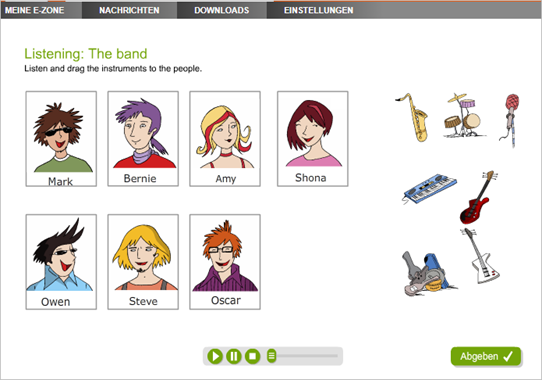 MEINE E-ZONE NACHRICHTEN DOWNLOADS EINSTELLUNGEN
Listening: The band
Listen and drag the instruments to the people.
Mark Bernie Amy Shona
Owen Steve Oscar
Abgeben